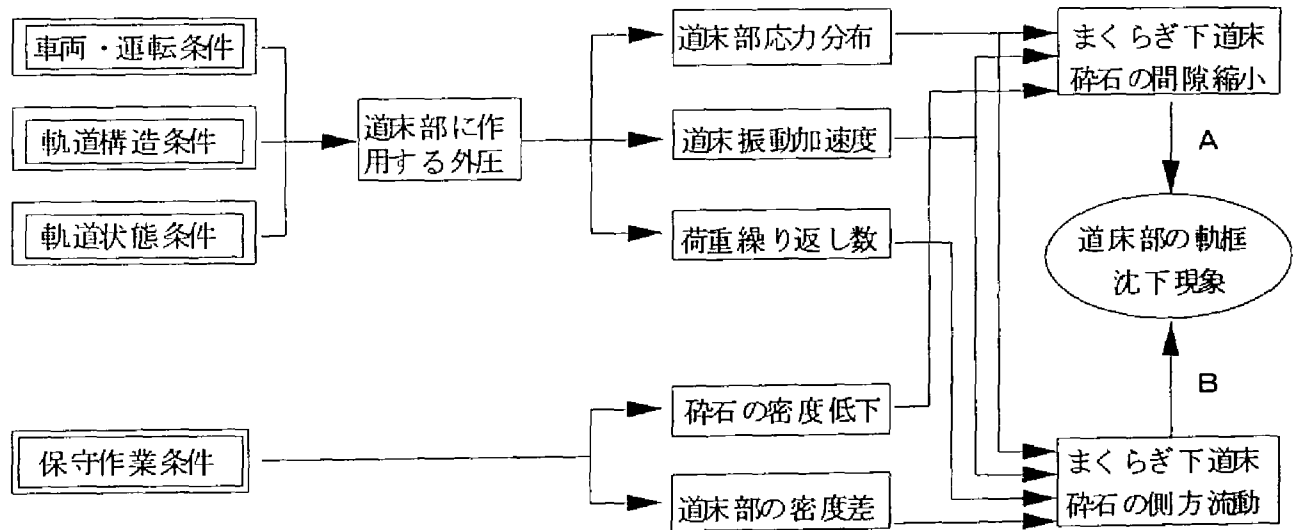 車両・運転条件
軌道構造条件
軌道状態条件
保守作業条件
道床部に作
用する外圧
道床部応力分布
道床振動加速度
荷重繰り返し数
砕石の密度低下
道床部の密度差
まくらぎ下道床
砕石の間隙縮小
A
道床部の軌框
沈下現象
B
まくらぎ下道床
砕石の側方流動